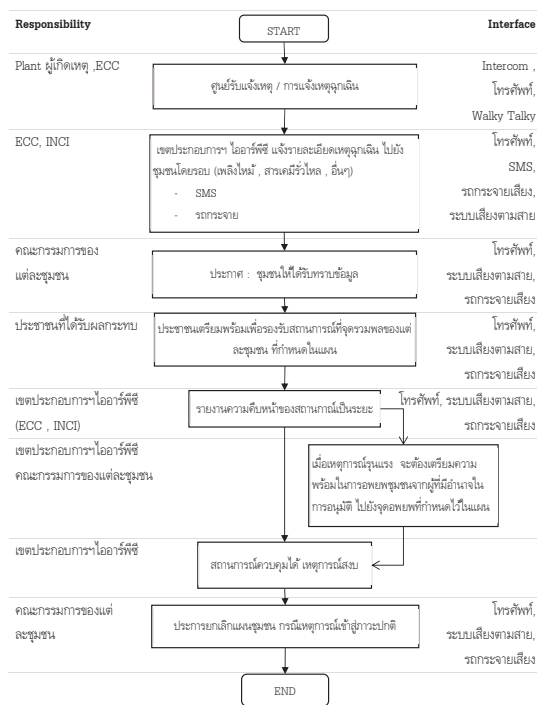 Responsibility
Interface
START
Plant ผู้เกิดเหตุ ,ECC
Intercom ,
โทรศัพท์,
Walky Talky
ศูนย์รับแจ้งเหตุ / การแจ้งเหตุฉุกเฉิน
ECC, INCI
เขตประกอบการฯ ไออาร์พีซี แจ้งรายละเอียดเหตุฉุกเฉิน ไปยัง
ชุมชนโดยรอบ (เพลิงไหม้ , สารเคมีรั่วไหล , อื่นๆ)
- SMS
- รถกระจาย
โทรศัพท์,
SMS,
รถกระจายเสียง,
ระบบเสียงตามสาย
คณะกรรมการของ
แต่ละชุมชน
ประกาศ : ชุมชนให้ได้รับทราบข้อมูล
โทรศัพท์,
ระบบเสียงตามสาย,
รถกระจายเสียง
ประชาชนที่ได้รับผลกระทบ
ประชาชนเตรียมพร้อมเพื่อรองรับสถานการณ์ที่จุดรวมพลของแต่
ละชุมชน ที่กำหนดในแผน
โทรศัพท์,
ระบบเสียงตามสาย,
รถกระจายเสียง
เขตประกอบการฯไออาร์พีซี
(ECC , INCI)
รายงานความคืบหน้าของสถานกาณ์เป็นระยะ
โทรศัพท์, ระบบเสียงตามสาย,
รถกระจายเสียง
เขตประกอบการฯไออาร์พีซี
คณะกรรมการของแต่ละชุมชน
เมื่อเหตุการณ์รุนแรง จะต้องเตรียมความ
พร้อมในการอพยพชุมชนจากผู้ที่มีอำนาจใน
การอนุมัติ ไปยังจุดอพยพที่กำหนดไว้ในแผน
เขตประกอบการฯไออาร์พีซี
สถานการณ์ควบคุมได้ เหตุการณ์สงบ
คณะกรรมการของแต่
ละชุมชน
ประการยกเลิกแผนชุมชน กรณีเหตุการณ์เข้าสู่ภาวะปกติ
โทรศัพท์,
ระบบเสียงตามสาย,
รถกระจายเสียง
END